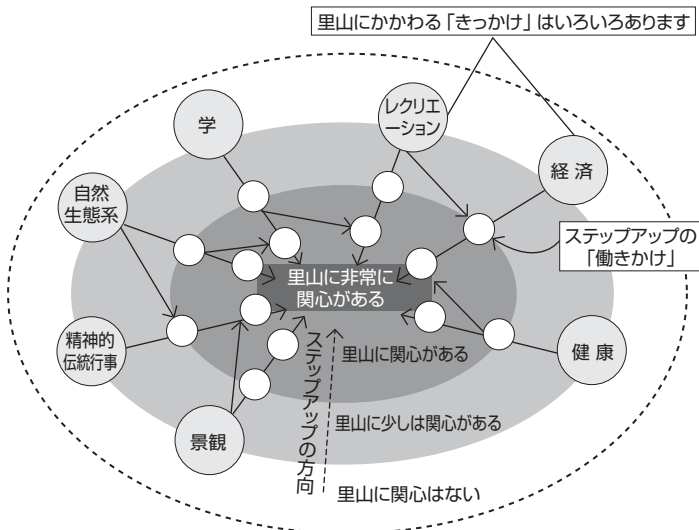 里山にかかわる「きっかけ」はいろいろあります
学
レクリエ
ーション
経 済
自然
生態系
ステップアップの
「働きかけ」
里山に非常に
関心がある
精神的
伝統行事
里山に関心がある
健 康
ステップアップの方向
景観
里山に少しは関心がある
里山に関心はない